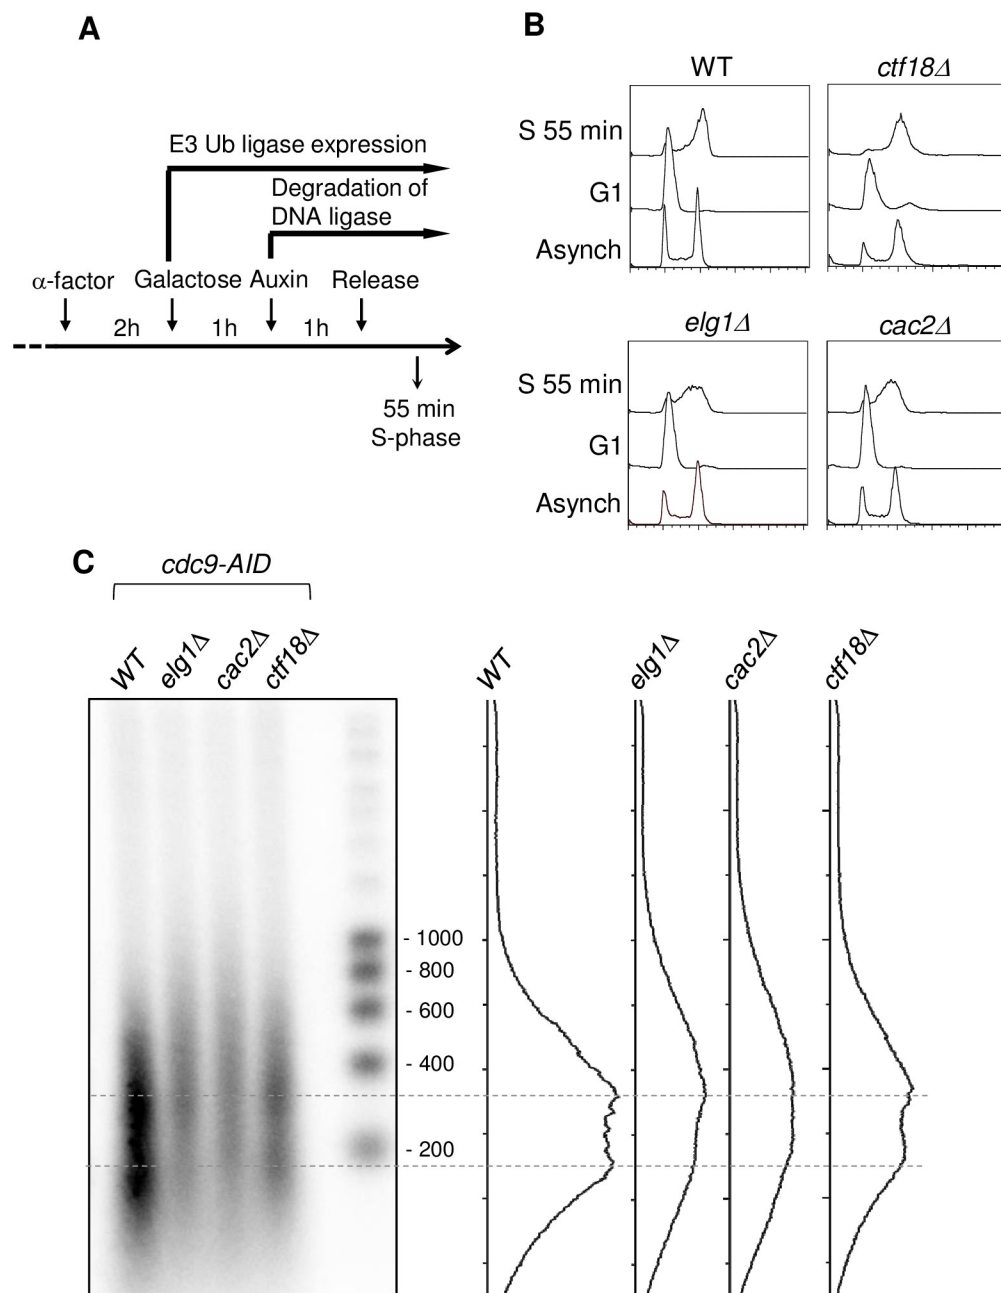 A
E3 Ub ligase expression
Degradation of
DNA ligase
α-factor
Galactose
Auxin
Release
2h
1h
1h
55 min
S-phase
B
WT
ctf18Δ
S 55 min
G1
Asynch
elg1Δ
cac2Δ
S 55 min
G1
Asynch
C
cdc9-AID
WT
elg1Δ
cac2Δ
ctf18Δ
- 1000
- 800
- 600
- 400
- 200
WT
elg1Δ
cac2Δ
ctf18Δ